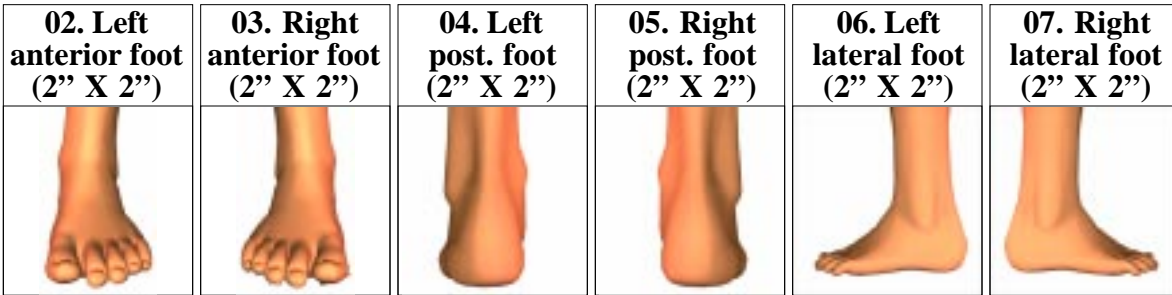 02. Left
anterior foot
(2” X 2”)
03. Right
anterior foot
(2” X 2”)
04. Left
post. foot
(2” X 2”)
05. Right
post. foot
(2” X 2”)
06. Left
lateral foot
(2” X 2”)
07. Right
lateral foot
(2” X 2”)